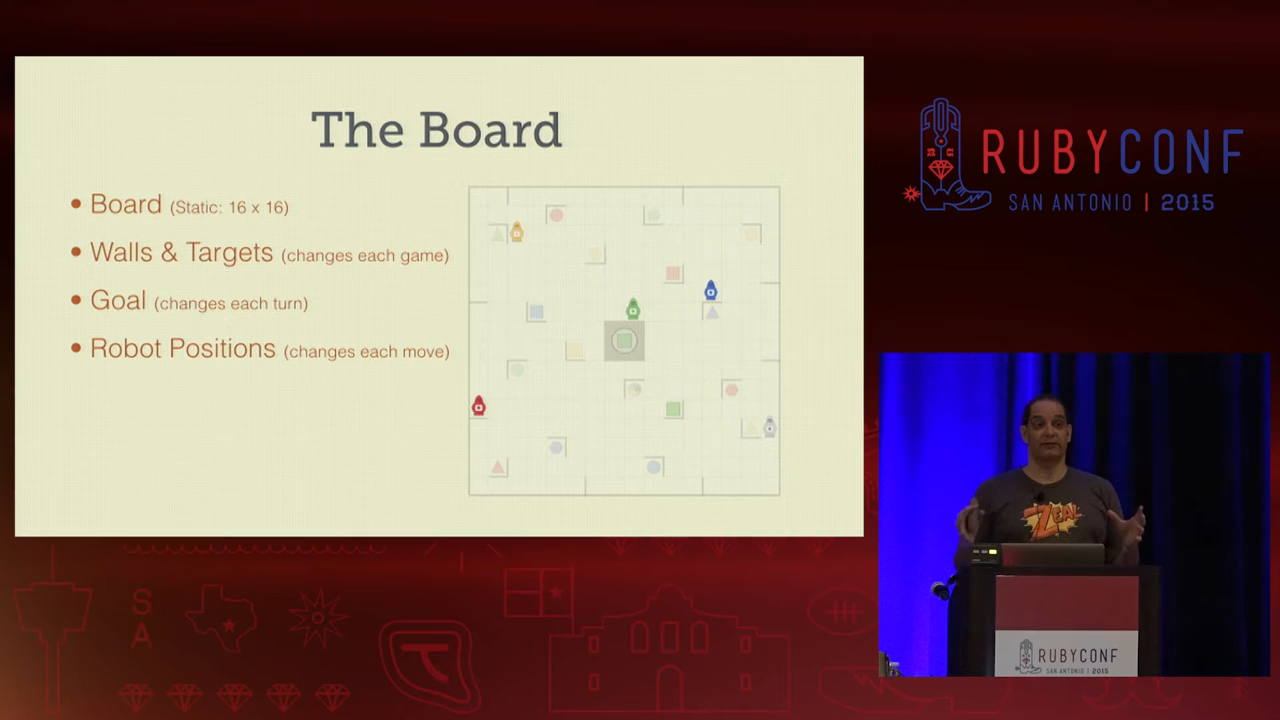 The Board
• Board (Static: 16 x 16)
• Walls & Targets (changes each game)
• Goal (changes each turn)
• Robot Positions (changes each move)
RUBYCONF
SAN ANTONIO | 2015
ZEAL
RUBYCONF
SAN ANTONIO | 2015
S
A